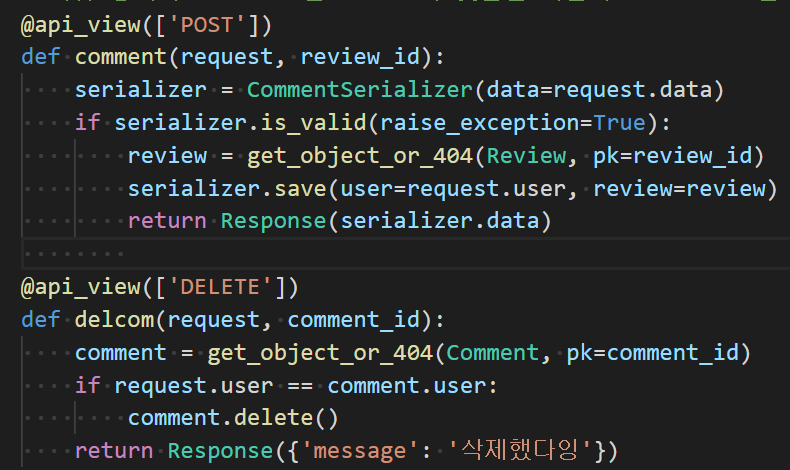 @api_view(['POST'])
def comment(request, review_id):
    serializer = CommentSerializer(data=request.data)
    if serializer.is_valid(raise_exception=True):
        review = get_object_or_404(Review, pk=review_id)
        serializer.save(user=request.user, review=review)
        return Response(serializer.data)

@api_view(['DELETE'])
def delcom(request, comment_id):
    comment = get_object_or_404(Comment, pk=comment_id)
    if request.user == comment.user:
        comment.delete()
    return Response({'message': '삭제했다잉'})